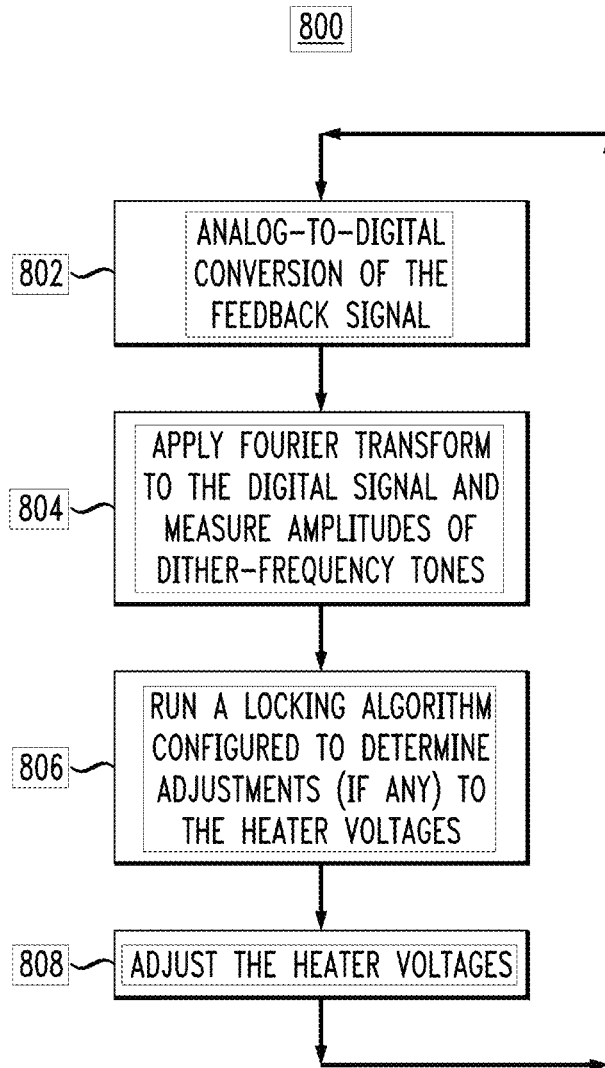 800
802
ANALOG-TO-DIGITAL
CONVERSION OF THE
FEEDBACK SIGNAL
804
APPLY FOURIER TRANSFORM
TO THE DIGITAL SIGNAL AND
MEASURE AMPLITUDES OF
DITHER-FREQUENCY TONES
806
RUN A LOCKING ALGORITHM
CONFIGURED TO DETERMINE
ADJUSTMENTS (IF ANY) TO
THE HEATER VOLTAGES
808
ADJUST THE HEATER VOLTAGES